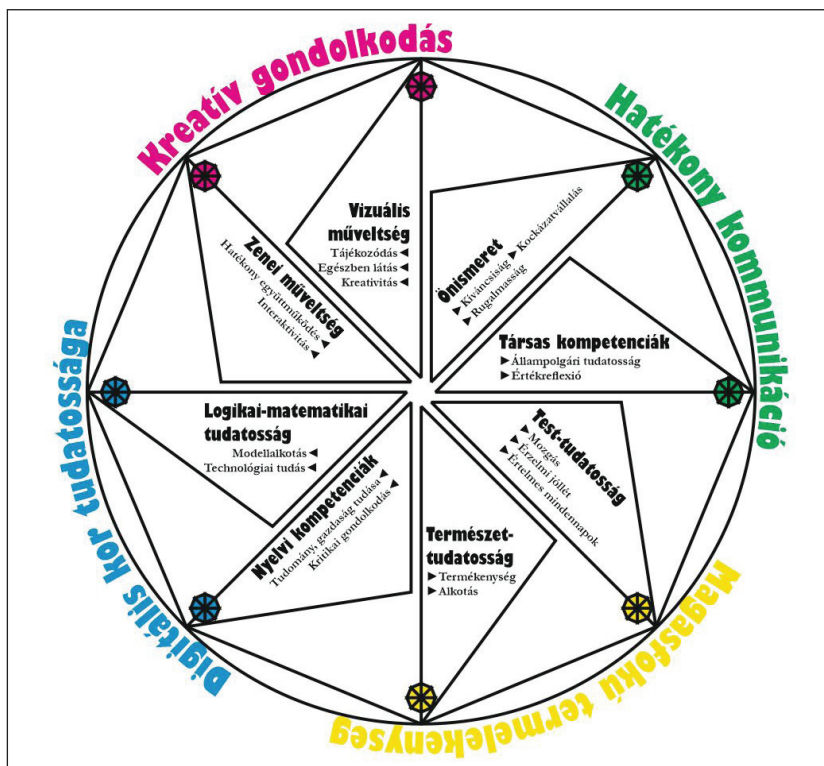 Kreatív gondolkodás
Hatékony kommunikáció
Vizuális
műveltség
Tájékozódás ◄
Egészben látás ◄
Kreativitás ◄
Önismeret
► Kíváncsiság ► Kockázatvállalás
► Rugalmasság
Zenei műveltség
Hatékony együttműködés ◄
Interaktivitás ◄
Társas kompetenciák
► Állampolgári tudatosság
► Értékreflexió
Logikai-matematikai
tudatosság
Modellalkotás ◄
Technológiai tudás ◄
Test-tudatosság
► Mozgás
► Érzelmi jóllét
► Értelmes mindennapok
Nyelvi kompetenciák
Tudomány, gazdaság tudása ◄
Kritikai gondolkodás ◄
Természet-
tudatosság
► Termékenység
► Alkotás
Digitális kor tudatossága
Magasfokú termelekenység